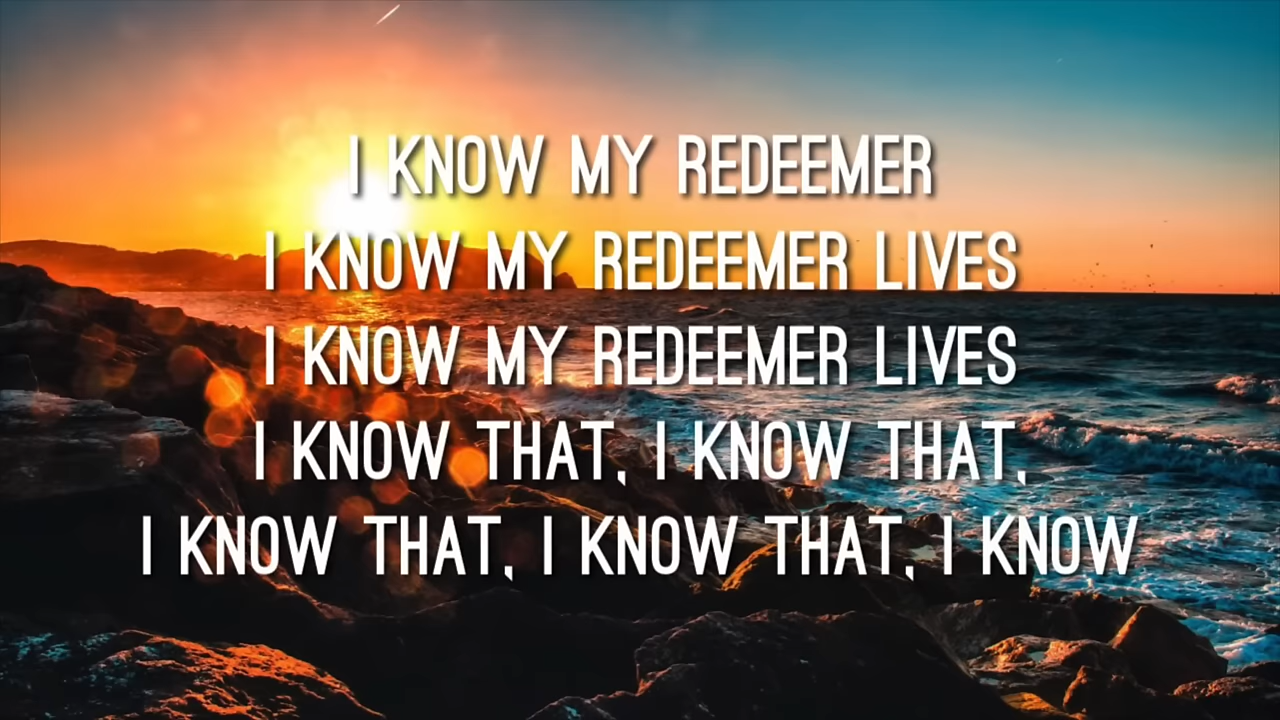 I KNOW MY REDEEMER
I KNOW MY REDEEMER LIVES
I KNOW MY REDEEMER LIVES
I KNOW THAT, I KNOW THAT,
I KNOW THAT, I KNOW THAT, I KNOW